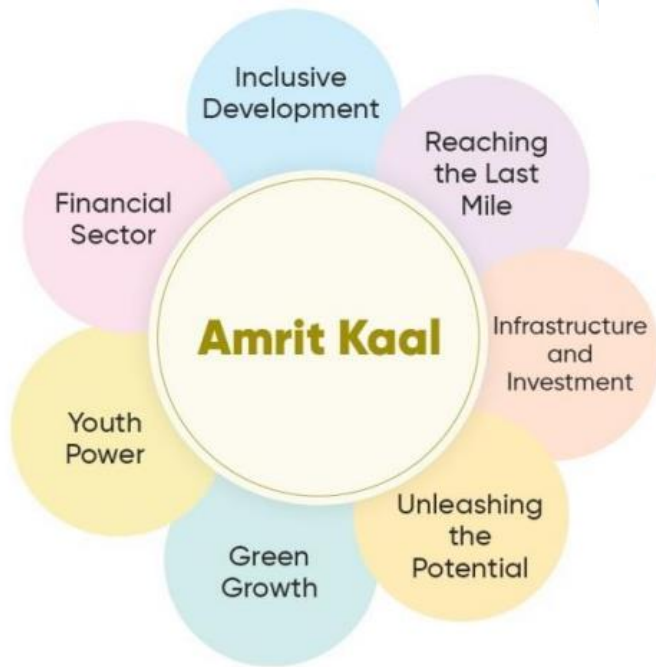 Inclusive
Development
Reaching
the Last
Mile
Infrastructure
and
Investment
Unleashing
the
Potential
Green
Growth
Youth
Power
Financial
Sector
Amrit Kaal